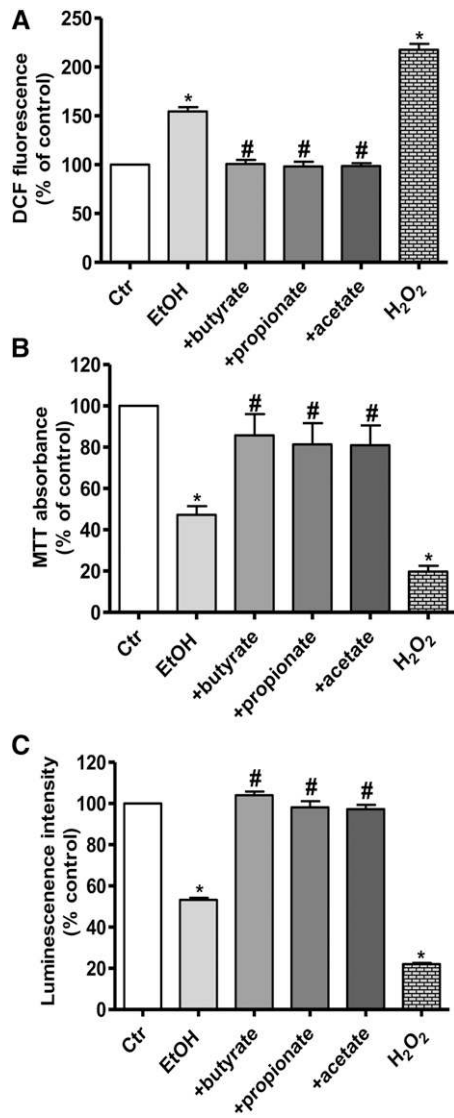 A
DCF fluorescence
(% of control)
250
200
150
100
50
0
*
#
#
#
*
Ctr
EtOH
+butyrate
+propionate
+acetate
H₂O₂
B
MTT absorbance
(% of control)
120
100
80
60
40
20
0
*
#
#
#
*
Ctr
EtOH
+butyrate
+propionate
+acetate
H₂O₂
C
Luminescenence intensity
(% control)
120
100
80
60
40
20
0
*
#
#
#
*
Ctr
EtOH
+butyrate
+propionate
+acetate
H₂O₂